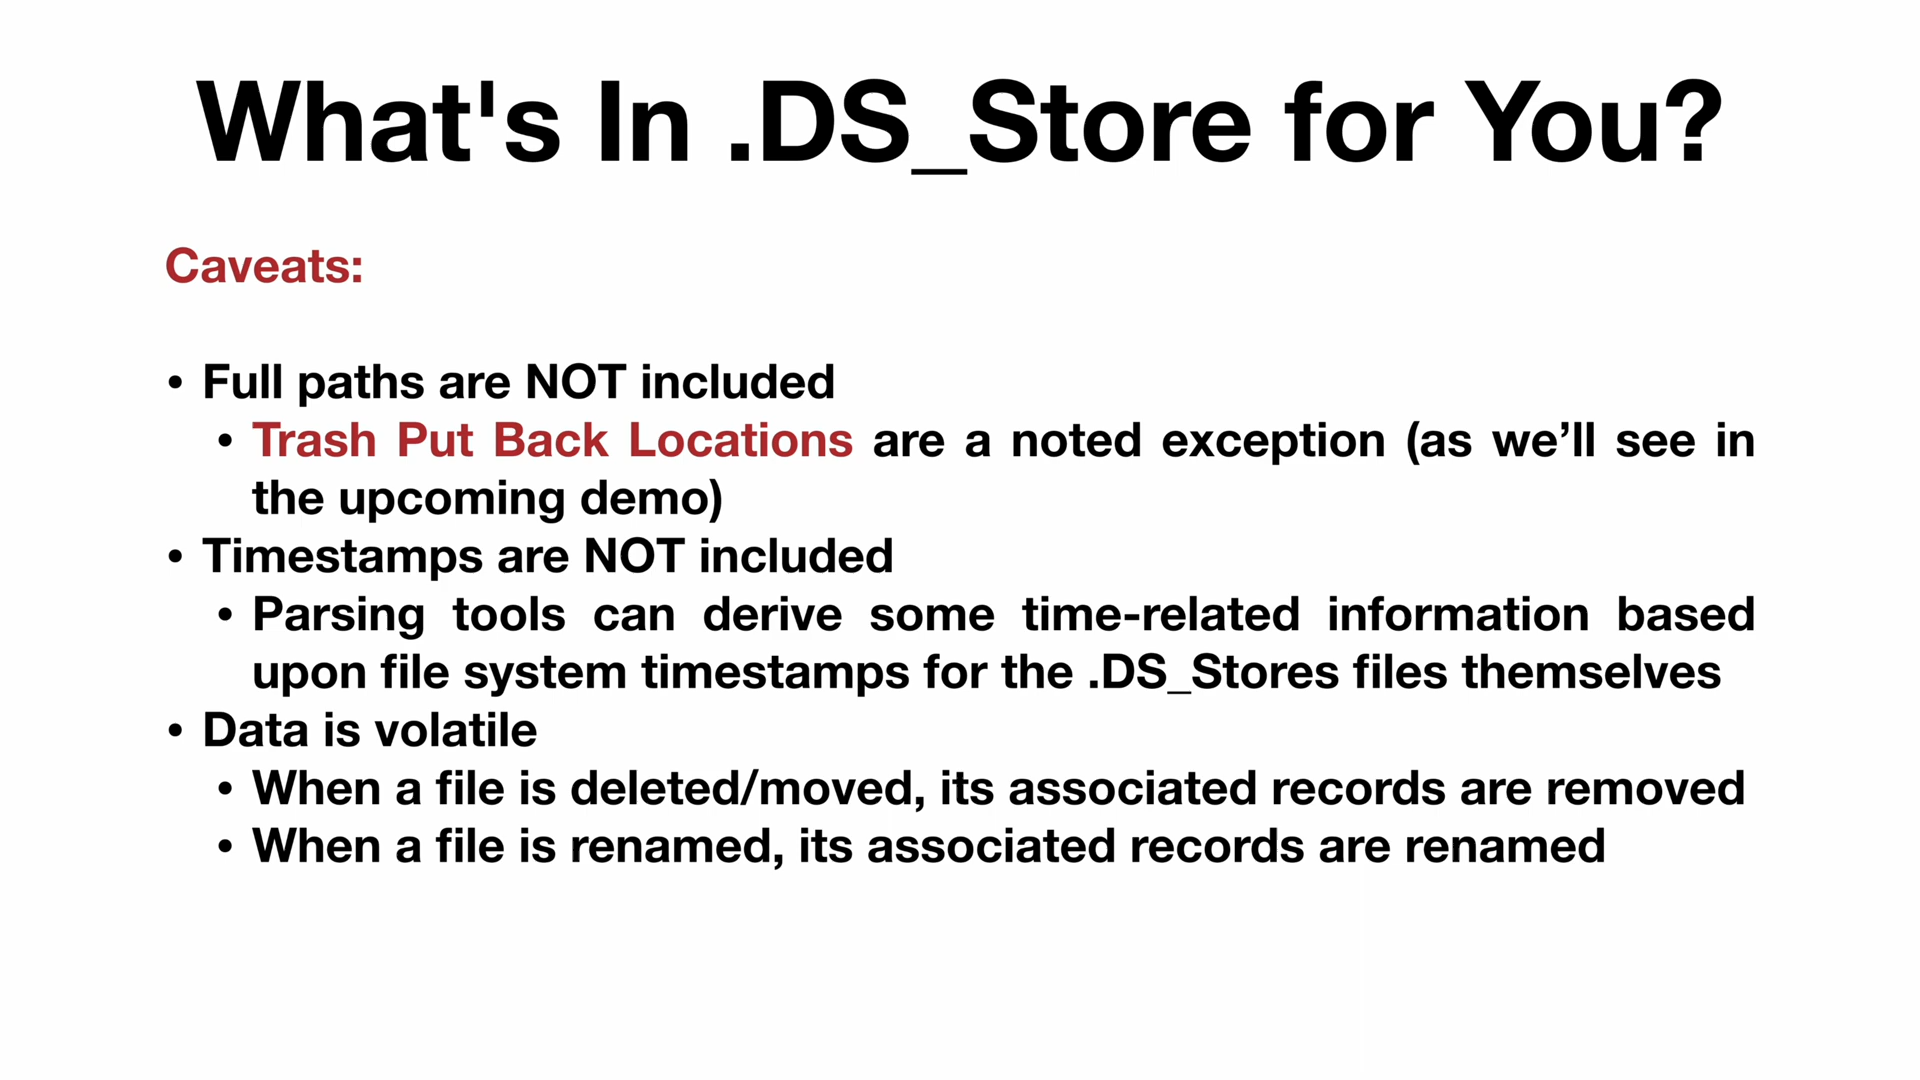 What's In .DS_Store for You?
Caveats:
• Full paths are NOT included
• Trash Put Back Locations are a noted exception (as we’ll see in
the upcoming demo)
• Timestamps are NOT included
• Parsing tools can derive some time-related information based
upon file system timestamps for the .DS_Stores files themselves
• Data is volatile
• When a file is deleted/moved, its associated records are removed
• When a file is renamed, its associated records are renamed